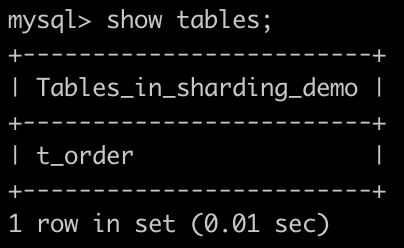 mysql> show tables;
+-------------------------+
| Tables_in_sharding_demo |
+-------------------------+
| t_order                 |
+-------------------------+
1 row in set (0.01 sec)